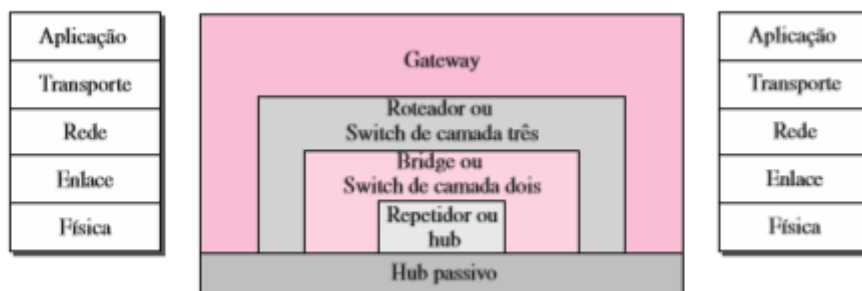 Aplicação
Transporte
Rede
Enlace
Física
Gateway
Roteador ou
Switch de camada três
Bridge ou
Switch de camada dois
Repetidor ou
hub
Hub passivo
Aplicação
Transporte
Rede
Enlace
Física